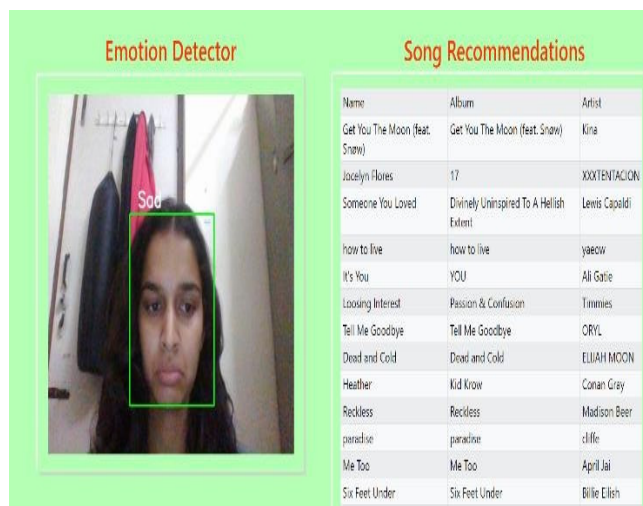 Emotion Detector
Song Recommendations
Sad
Name Album Artist
Get You The Moon (feat. Snøw) Get You The Moon (feat. Snøw) Kina
Jocelyn Flores 17 XXXTENTACION
Someone You Loved Divinely Uninspired To A Hellish Extent Lewis Capaldi
how to live how to live yaeow
It's You YOU Ali Gatie
Loosing Interest Passion & Confusion Timmies
Tell Me Goodbye Tell Me Goodbye ORYL
Dead and Cold Dead and Cold ELIJAH MOON
Heather Kid Krow Conan Gray
Reckless Reckless Madison Beer
paradise paradise cliffe
Me Too Me Too April Jai
Six Feet Under Six Feet Under Billie Eilish